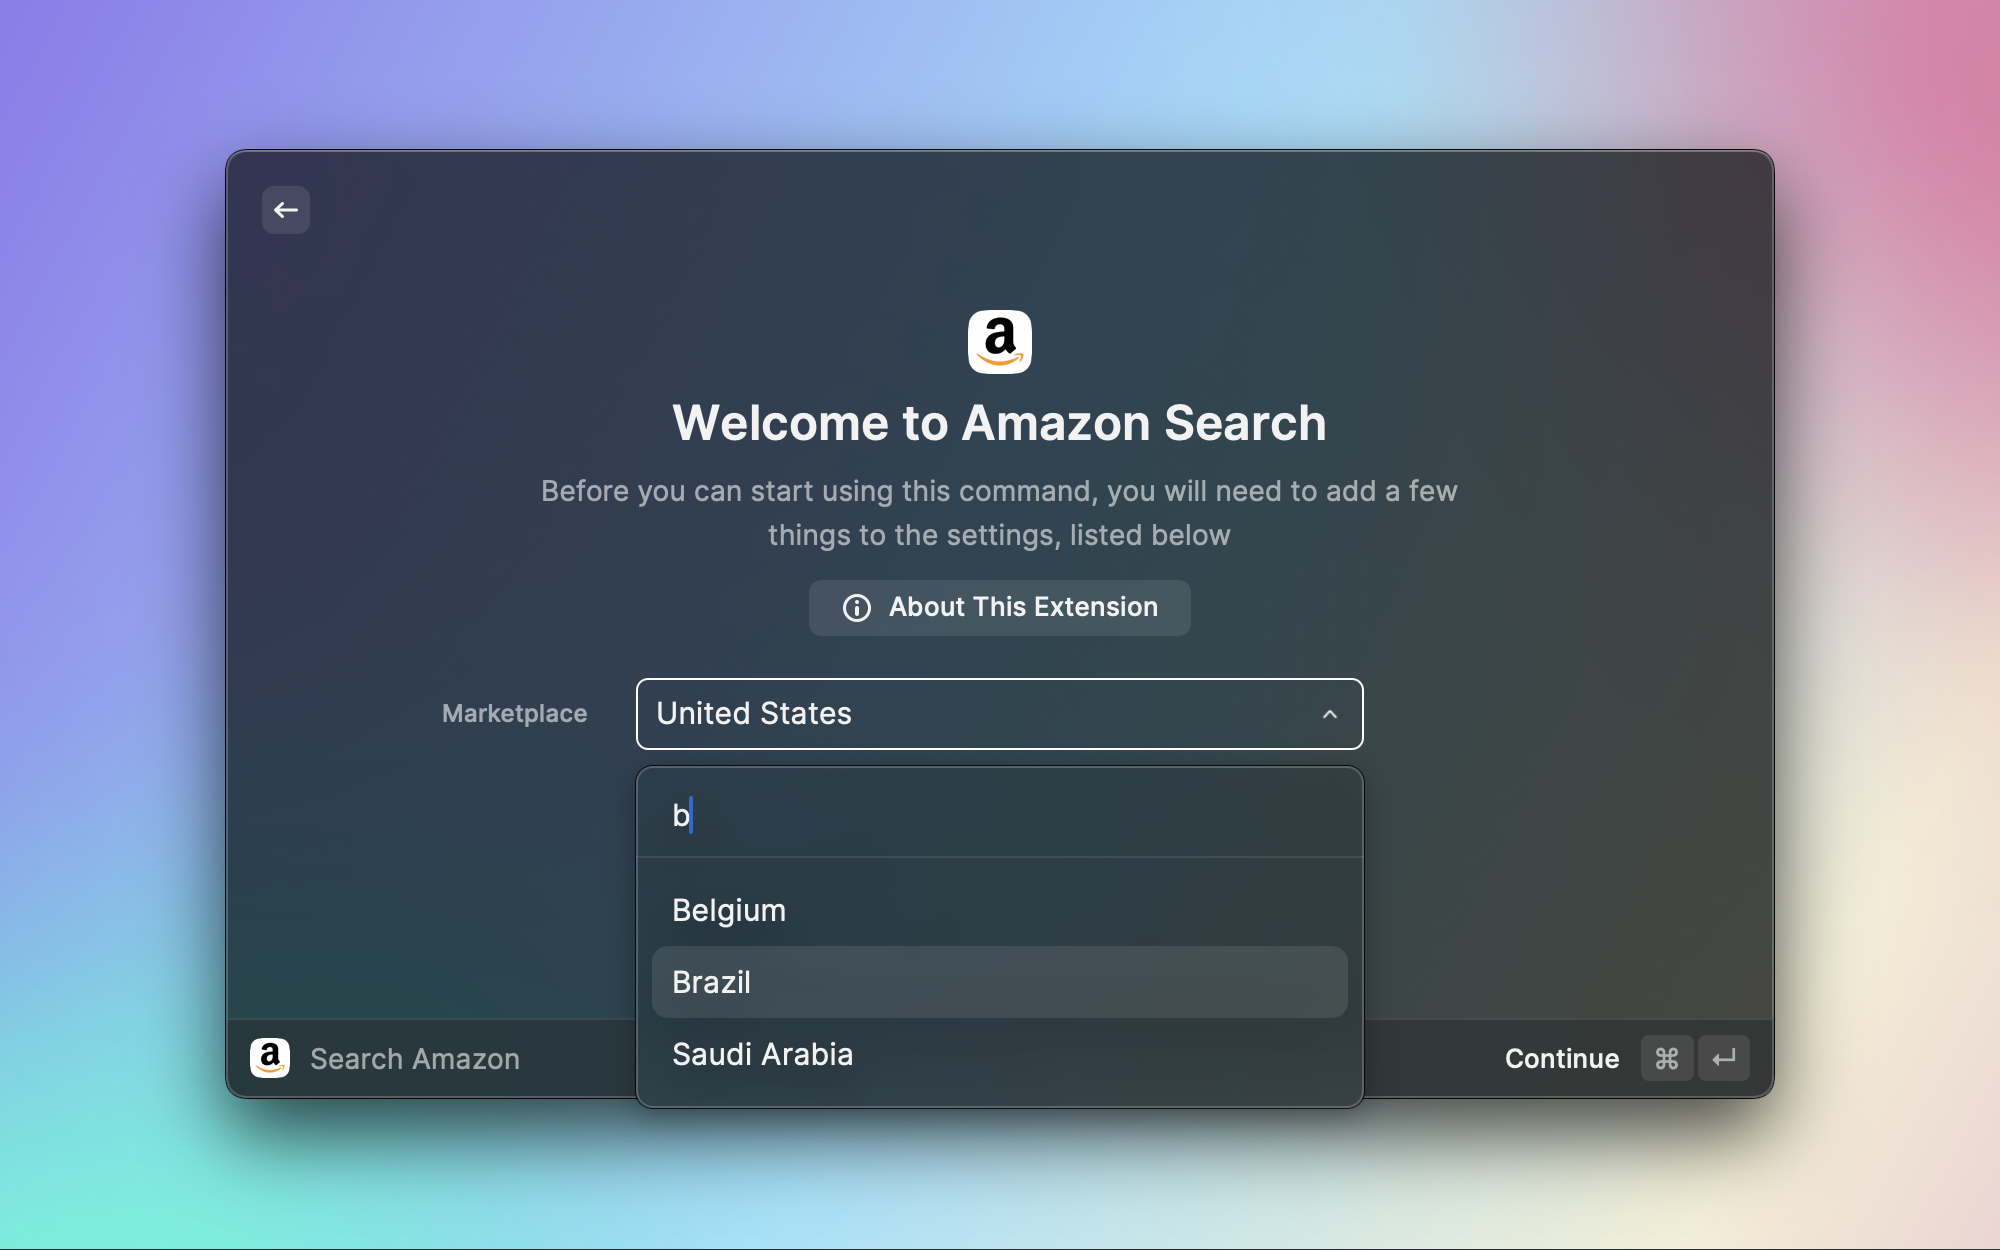 a
Welcome to Amazon Search
Before you can start using this command, you will need to add a few
things to the settings, listed below
About This Extension
Marketplace
United States
b
Belgium
Brazil
Saudi Arabia
a
Search Amazon
Continue ⌘ ↵